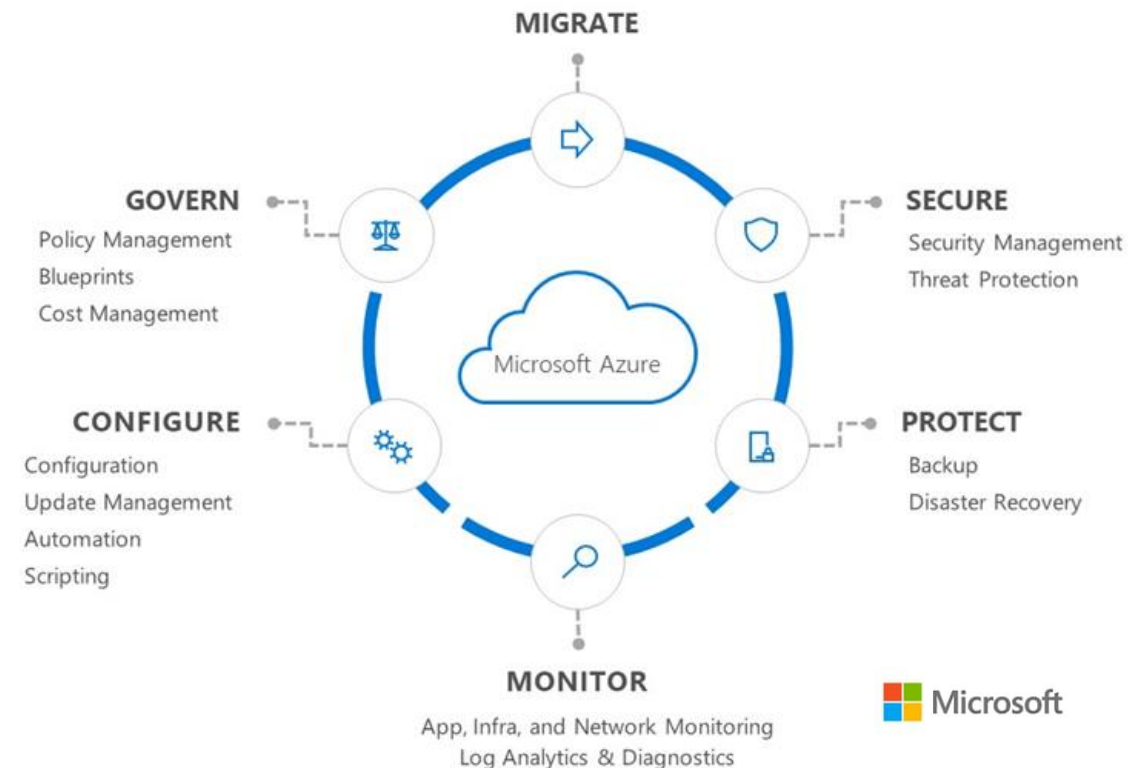 MIGRATE
GOVERN
Policy Management
Blueprints
Cost Management
SECURE
Security Management
Threat Protection
Microsoft Azure
CONFIGURE
Configuration
Update Management
Automation
Scripting
PROTECT
Backup
Disaster Recovery
MONITOR
App, Infra, and Network Monitoring
Log Analytics & Diagnostics
Microsoft